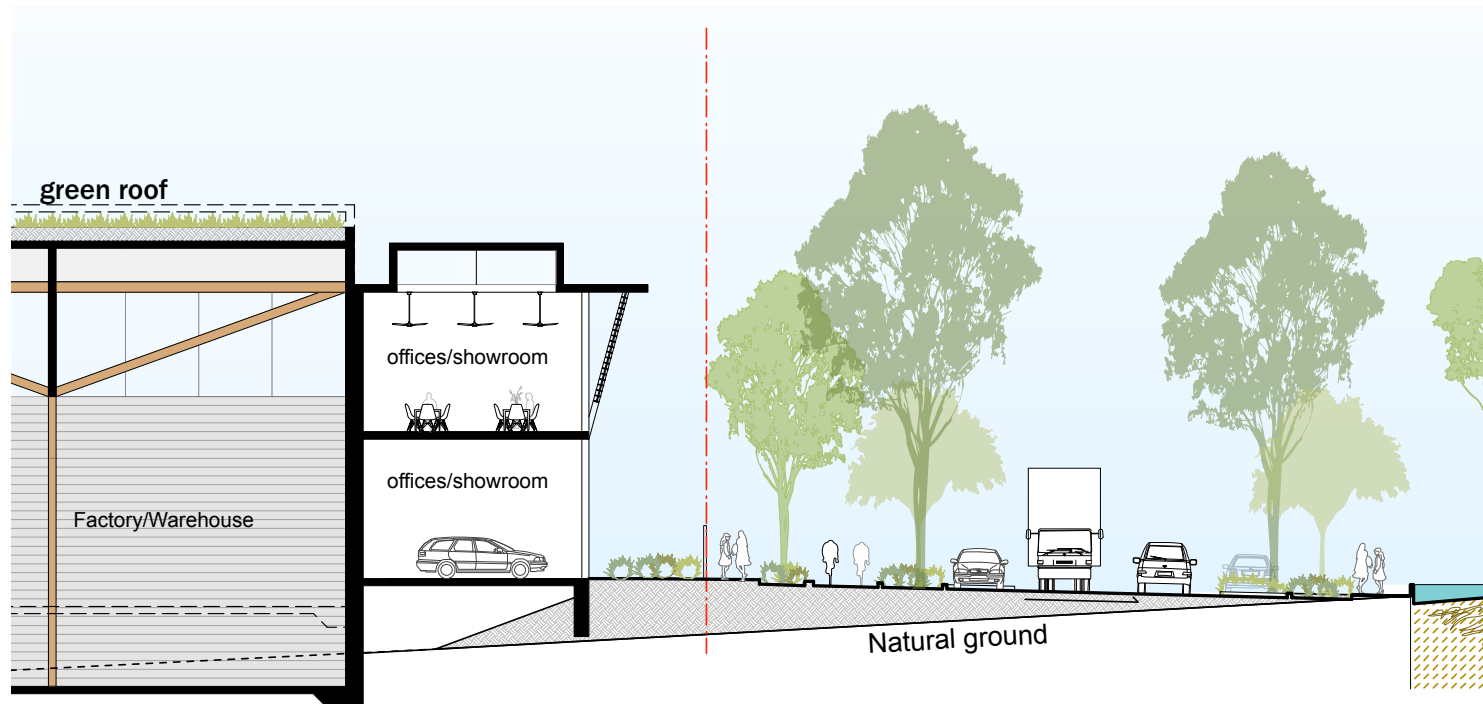 green roof
offices/showroom
offices/showroom
Factory/Warehouse
Natural ground